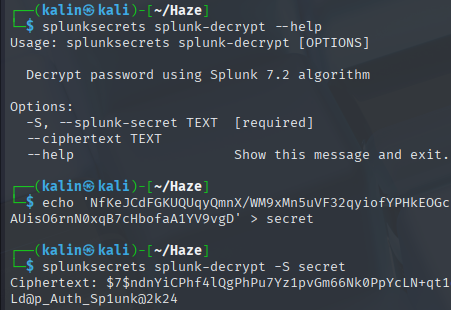 ┌──(kalin㉿kali)-[~/Haze]
└─$ splunksecrets splunk-decrypt --help
Usage: splunksecrets splunk-decrypt [OPTIONS]
Decrypt password using Splunk 7.2 algorithm
Options:
-S, --splunk-secret TEXT [required]
--ciphertext TEXT
--help Show this message and exit.
┌──(kalin㉿kali)-[~/Haze]
└─$ echo 'NfKeJCdFGKUQUqyQmnX/WM9xMn5uVF32qyiofYPHkEOGc
AUisO6rnN0xqB7cHbofaA1YV9vgD' > secret
┌──(kalin㉿kali)-[~/Haze]
└─$ splunksecrets splunk-decrypt -S secret
Ciphertext: $7$ndnYiCPhf4lQgPhPu7Yz1pvGm66Nk0PpYcLN+qt1
Ld@p_Auth_Sp1unk@2k24